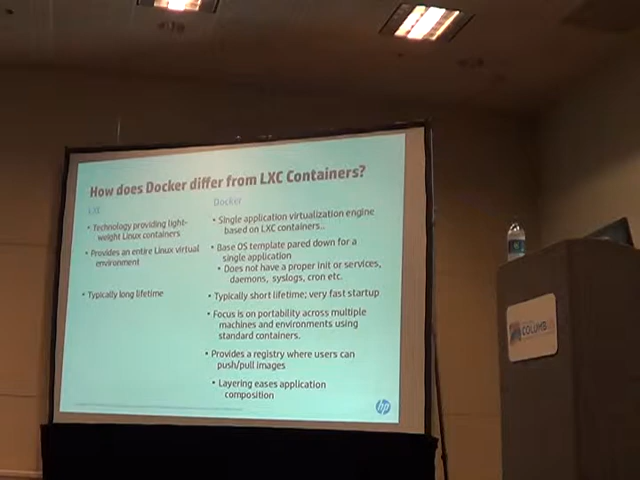 How does Docker differ from LXC Containers?
LXC
• Technology providing light-
weight Linux containers
• Provides an entire Linux virtual
environment
• Typically long lifetime
Docker
• Single application virtualization engine
based on LXC containers..
• Base OS template pared down for a
single application
• Does not have a proper init or services,
daemons, syslogs, cron etc.
• Typically short lifetime; very fast startup
• Focus is on portability across multiple
machines and environments using
standard containers.
• Provides a registry where users can
push/pull images
• Layering eases application
composition
hp